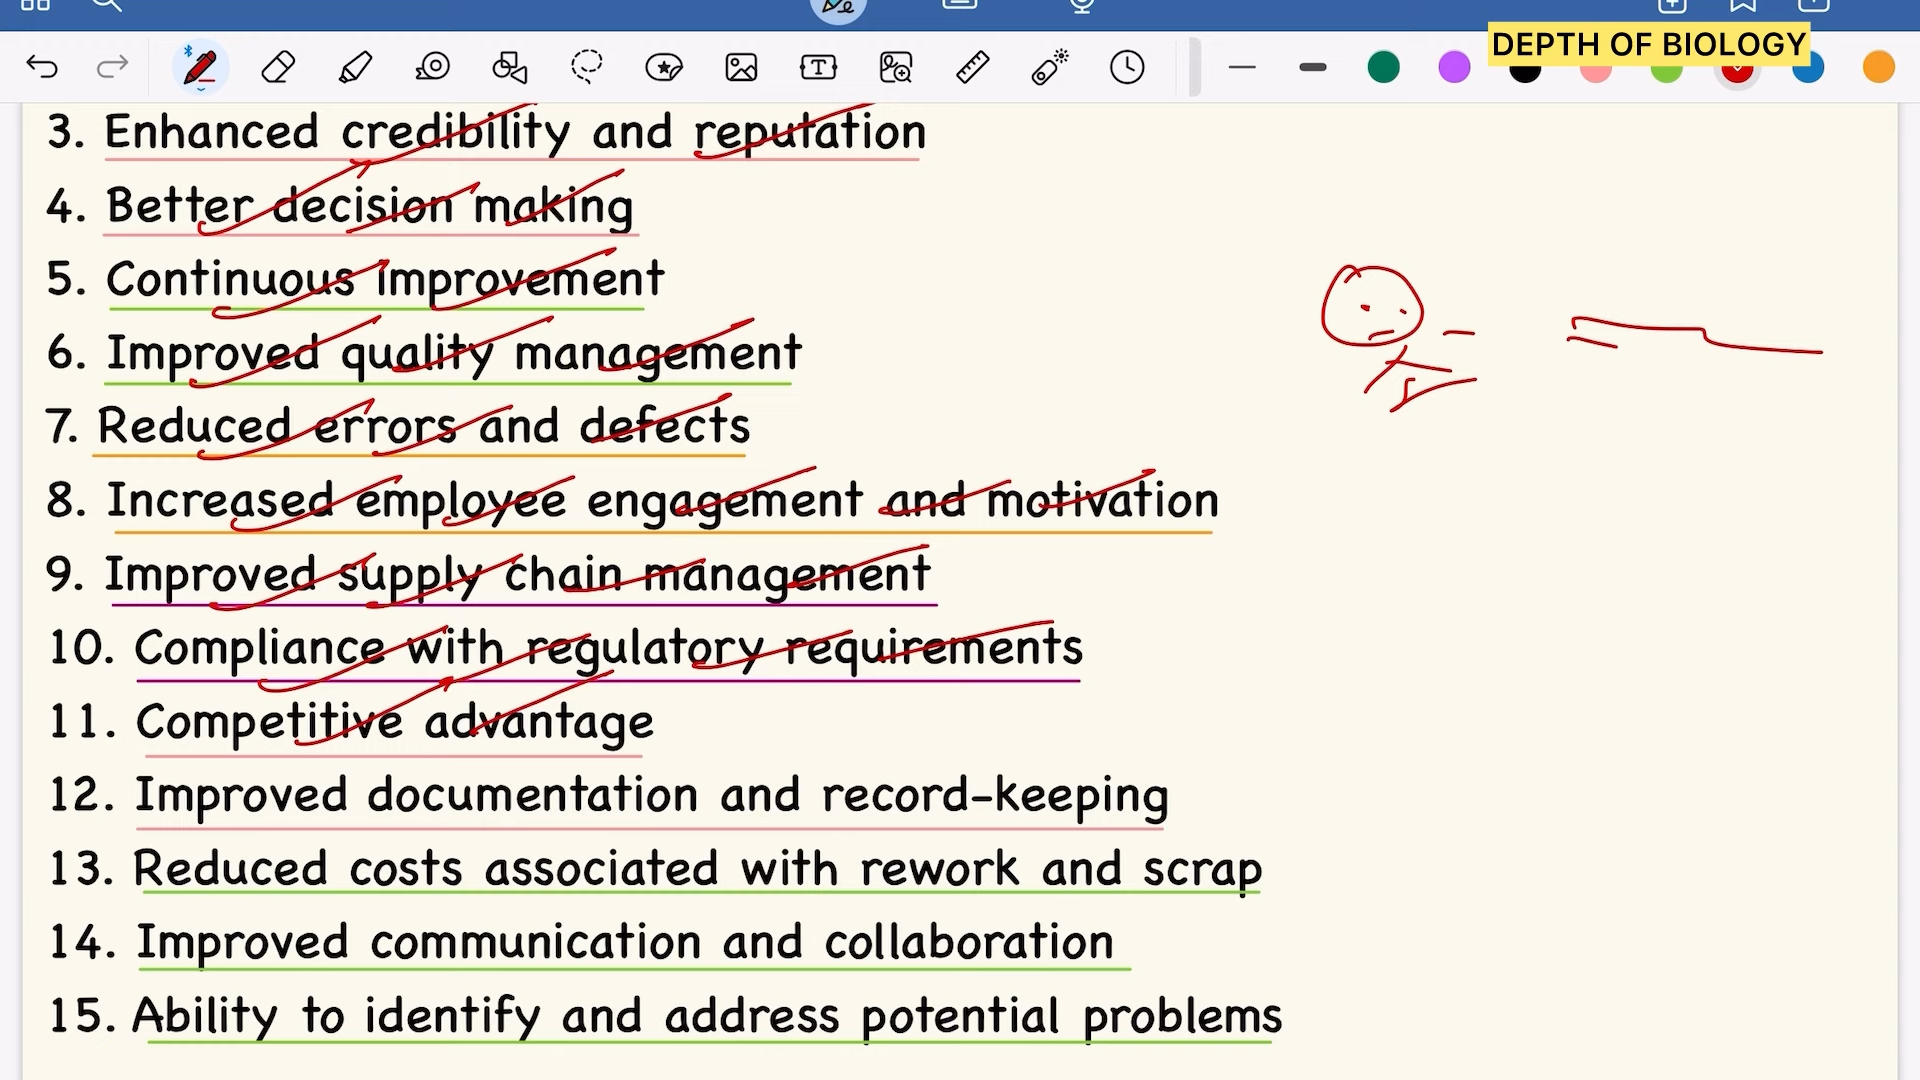 DEPTH OF BIOLOGY
3. Enhanced credibility and reputation
4. Better decision making
5. Continuous improvement
6. Improved quality management
7. Reduced errors and defects
8. Increased employee engagement and motivation
9. Improved supply chain management
10. Compliance with regulatory requirements
11. Competitive advantage
12. Improved documentation and record-keeping
13. Reduced costs associated with rework and scrap
14. Improved communication and collaboration
15. Ability to identify and address potential problems